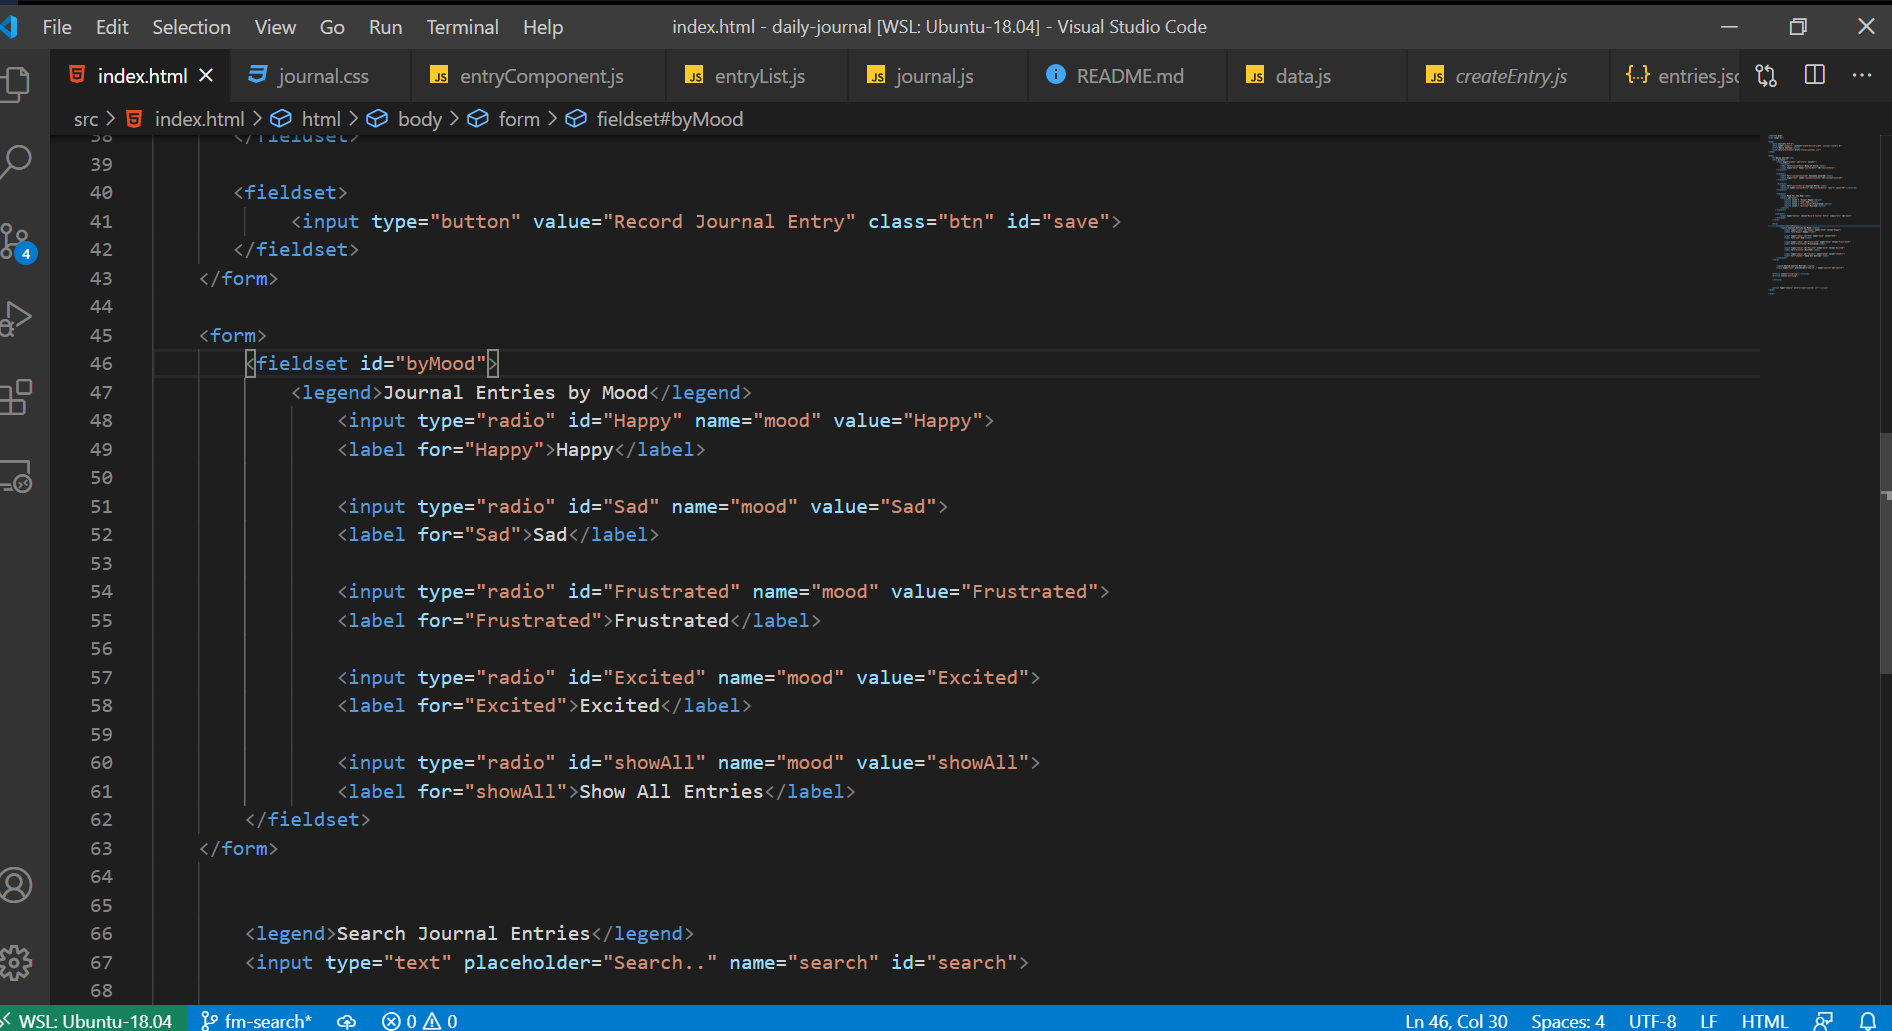 File Edit Selection View Go Run Terminal Help index.html - daily-journal [WSL: Ubuntu-18.04] - Visual Studio Code
index.html journal.css JS entryComponent.js JS entryList.js JS journal.js README.md JS data.js JS createEntry.js {··} entries.jsc ···
src > index.html > html > body > form > fieldset#byMood
38 </fieldset>
39
40 <fieldset>
41 <input type="button" value="Record Journal Entry" class="btn" id="save">
42 </fieldset>
43 </form>
44
45 <form>
46 <fieldset id="byMood">
47 <legend>Journal Entries by Mood</legend>
48 <input type="radio" id="Happy" name="mood" value="Happy">
49 <label for="Happy">Happy</label>
50
51 <input type="radio" id="Sad" name="mood" value="Sad">
52 <label for="Sad">Sad</label>
53
54 <input type="radio" id="Frustrated" name="mood" value="Frustrated">
55 <label for="Frustrated">Frustrated</label>
56
57 <input type="radio" id="Excited" name="mood" value="Excited">
58 <label for="Excited">Excited</label>
59
60 <input type="radio" id="showAll" name="mood" value="showAll">
61 <label for="showAll">Show All Entries</label>
62 </fieldset>
63 </form>
64
65
66 <legend>Search Journal Entries</legend>
67 <input type="text" placeholder="Search.." name="search" id="search">
68
4
WSL: Ubuntu-18.04 fm-search* 0 0 Ln 46, Col 30 Spaces: 4 UTF-8 LF HTML